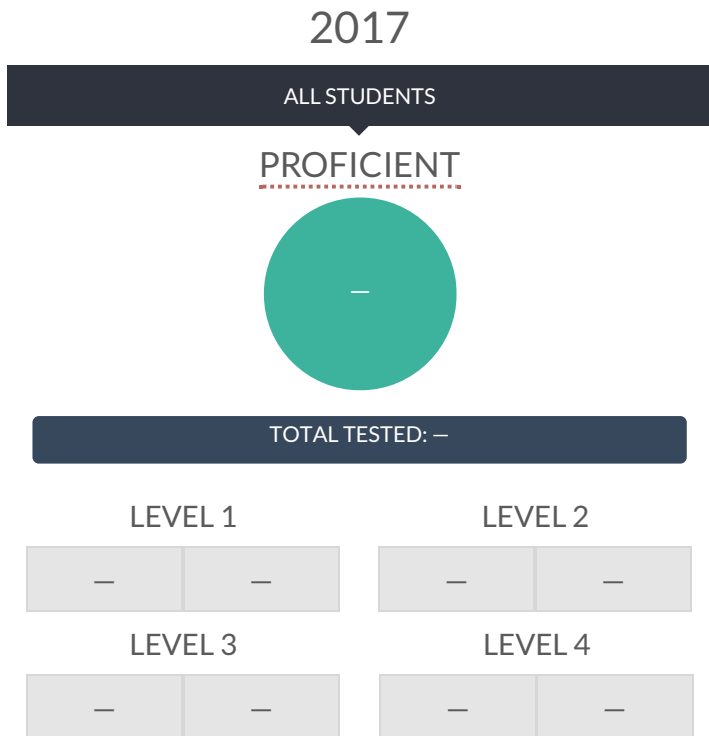 2017
ALL STUDENTS
PROFICIENT
—
TOTAL TESTED: —
LEVEL 1 LEVEL 2
— — — —
LEVEL 3 LEVEL 4
— — — —